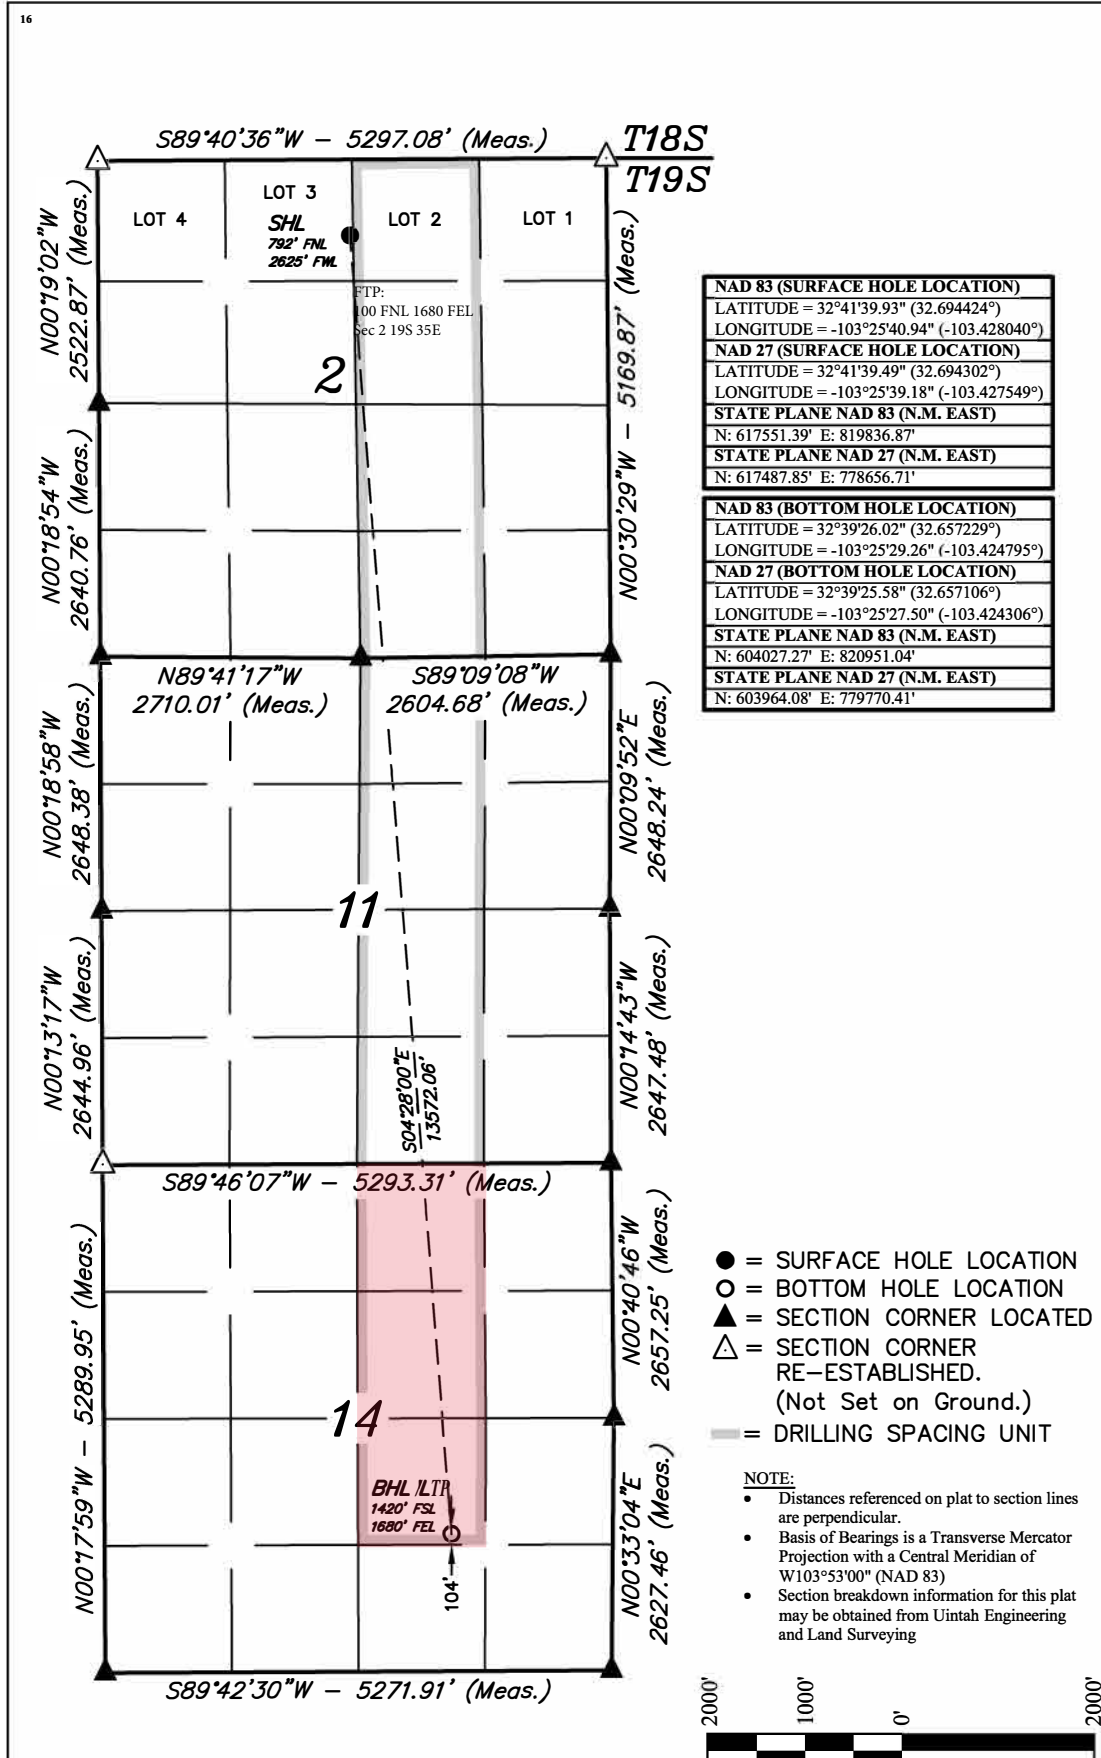 16
S89°40'36"W – 5297.08' (Meas.)
T18S
T19S
LOT 4
LOT 3
LOT 2
LOT 1
SHL
792' FNL
2625' FWL
FTP:
100 FNL 1680 FEL
Sec 2 19S 35E
2
N00°19'02"W
2522.87' (Meas.)
N00°18'54"W
2640.76' (Meas.)
N00°30'29"W – 5169.87' (Meas.)
N89°41'17"W
2710.01' (Meas.)
S89°09'08"W
2604.68' (Meas.)
N00°18'58"W
2648.38' (Meas.)
N00°09'52"E
2648.24' (Meas.)
11
N00°13'17"W
2644.96' (Meas.)
N00°14'43"W
2647.48' (Meas.)
S04°28'00"E
13572.06'
S89°46'07"W – 5293.31' (Meas.)
N00°17'59"W – 5289.95' (Meas.)
N00°40'46"W
2657.25' (Meas.)
14
BHL /LTP
1420' FSL
1680' FEL
104'
N00°33'04"E
2627.46' (Meas.)
S89°42'30"W – 5271.91' (Meas.)
NAD 83 (SURFACE HOLE LOCATION)
LATITUDE = 32°41'39.93" (32.694424°)
LONGITUDE = -103°25'40.94" (-103.428040°)
NAD 27 (SURFACE HOLE LOCATION)
LATITUDE = 32°41'39.49" (32.694302°)
LONGITUDE = -103°25'39.18" (-103.427549°)
STATE PLANE NAD 83 (N.M. EAST)
N: 617551.39' E: 819836.87'
STATE PLANE NAD 27 (N.M. EAST)
N: 617487.85' E: 778656.71'
NAD 83 (BOTTOM HOLE LOCATION)
LATITUDE = 32°39'26.02" (32.657229°)
LONGITUDE = -103°25'29.26" (-103.424795°)
NAD 27 (BOTTOM HOLE LOCATION)
LATITUDE = 32°39'25.58" (32.657106°)
LONGITUDE = -103°25'27.50" (-103.424306°)
STATE PLANE NAD 83 (N.M. EAST)
N: 604027.27' E: 820951.04'
STATE PLANE NAD 27 (N.M. EAST)
N: 603964.08' E: 779770.41'
= SURFACE HOLE LOCATION
= BOTTOM HOLE LOCATION
= SECTION CORNER LOCATED
= SECTION CORNER
RE–ESTABLISHED.
(Not Set on Ground.)
= DRILLING SPACING UNIT
NOTE:
• Distances referenced on plat to section lines
are perpendicular.
• Basis of Bearings is a Transverse Mercator
Projection with a Central Meridian of
W103°53'00" (NAD 83)
• Section breakdown information for this plat
may be obtained from Uintah Engineering
and Land Surveying
2000'
1000'
0'
2000'